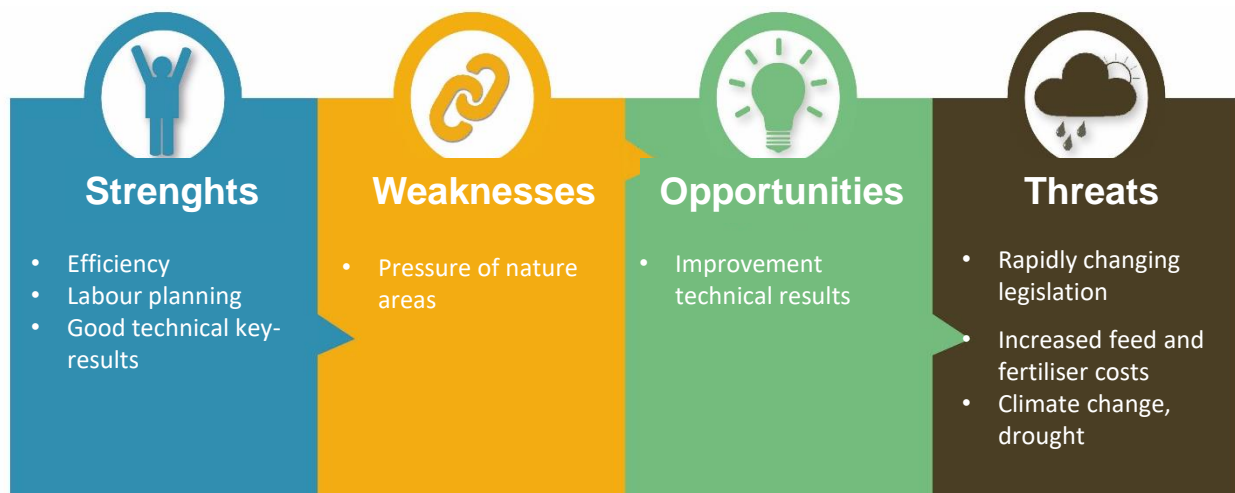 Strenghts
• Efficiency
• Labour planning
• Good technical key-
results
Weaknesses
• Pressure of nature
areas
Opportunities
• Improvement
technical results
Threats
• Rapidly changing
legislation
• Increased feed and
fertiliser costs
• Climate change,
drought